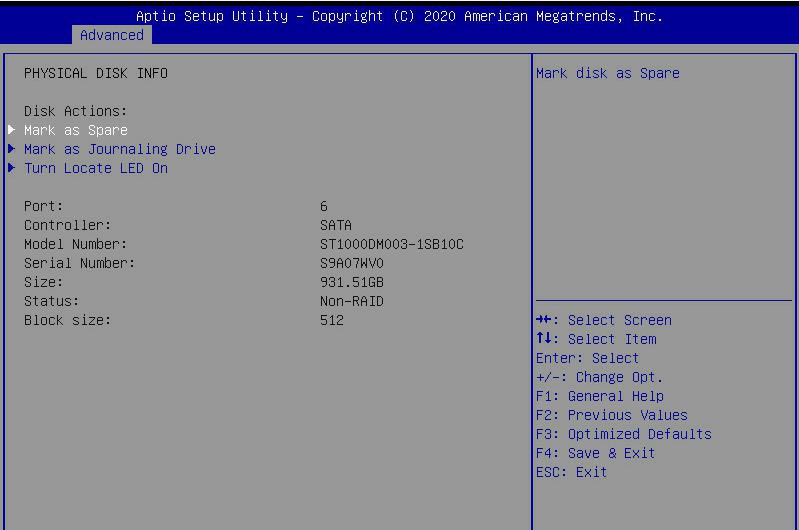 Aptio Setup Utility – Copyright (C) 2020 American Megatrends, Inc.
Advanced
PHYSICAL DISK INFO
Disk Actions:
Mark as Spare
Mark as Journaling Drive
Turn Locate LED On
Port: 6
Controller: SATA
Model Number: ST1000DM003-1SB10C
Serial Number: S9A07WV0
Size: 931.51GB
Status: Non-RAID
Block size: 512
Mark disk as Spare
→←: Select Screen
↑↓: Select Item
Enter: Select
+/-: Change Opt.
F1: General Help
F2: Previous Values
F3: Optimized Defaults
F4: Save & Exit
ESC: Exit